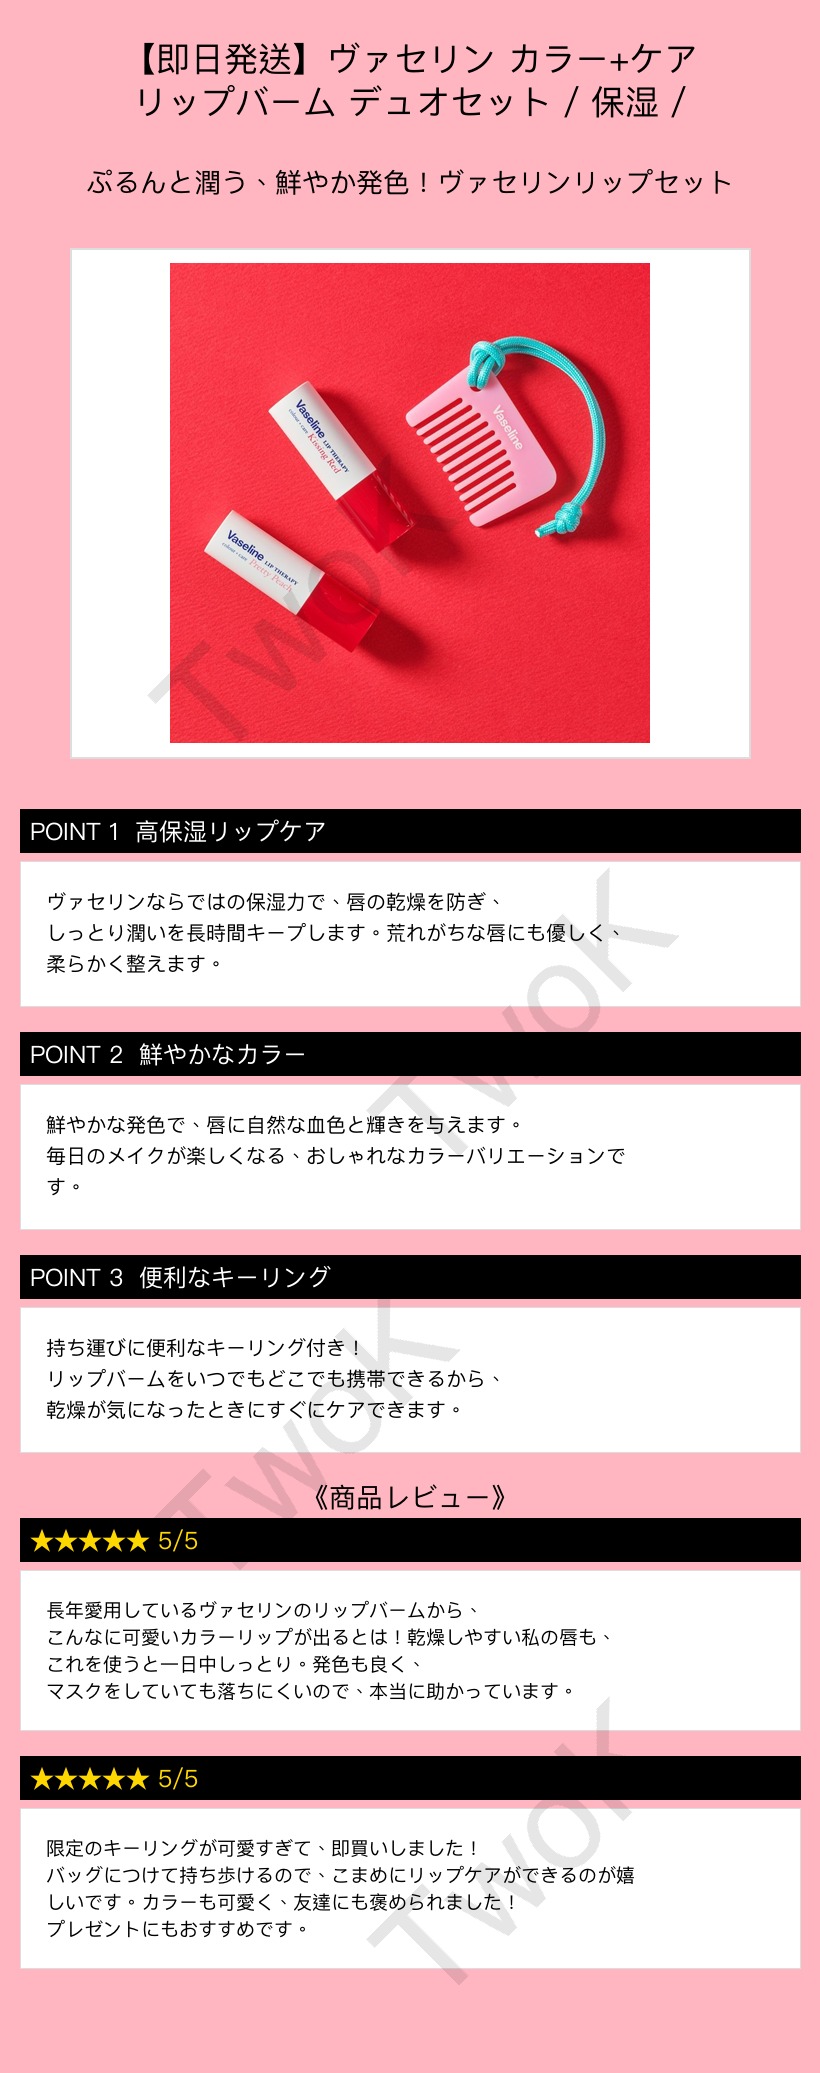 【即日発送】ヴァセリン カラー+ケア
リップバーム デュオセット / 保湿 /
ぷるんと潤う、鮮やか発色！ヴァセリンリップセット
Vaseline LIP THERAPY
colour + care Kissing Red
Vaseline
Vaseline LIP THERAPY
colour + care Pretty Peach
TwoK
POINT 1 高保湿リップケア
ヴァセリンならではの保湿力で、唇の乾燥を防ぎ、
しっとり潤いを長時間キープします。荒れがちな唇にも優しく、
柔らかく整えます。
TwoK
POINT 2 鮮やかなカラー
鮮やかな発色で、唇に自然な血色と輝きを与えます。
毎日のメイクが楽しくなる、おしゃれなカラーバリエーションで
す。
POINT 3 便利なキーリング
持ち運びに便利なキーリング付き！
リップバームをいつでもどこでも携帯できるから、
乾燥が気になったときにすぐにケアできます。
TwoK
《商品レビュー》
★★★★★ 5/5
長年愛用しているヴァセリンのリップバームから、
こんなに可愛いカラーリップが出るとは！乾燥しやすい私の唇も、
これを使うと一日中しっとり。発色も良く、
マスクをしていても落ちにくいので、本当に助かっています。
★★★★★ 5/5
限定のキーリングが可愛すぎて、即買いしました！
バッグにつけて持ち歩けるので、こまめにリップケアができるのが嬉
しいです。カラーも可愛く、友達にも褒められました！
プレゼントにもおすすめです。
TwoK